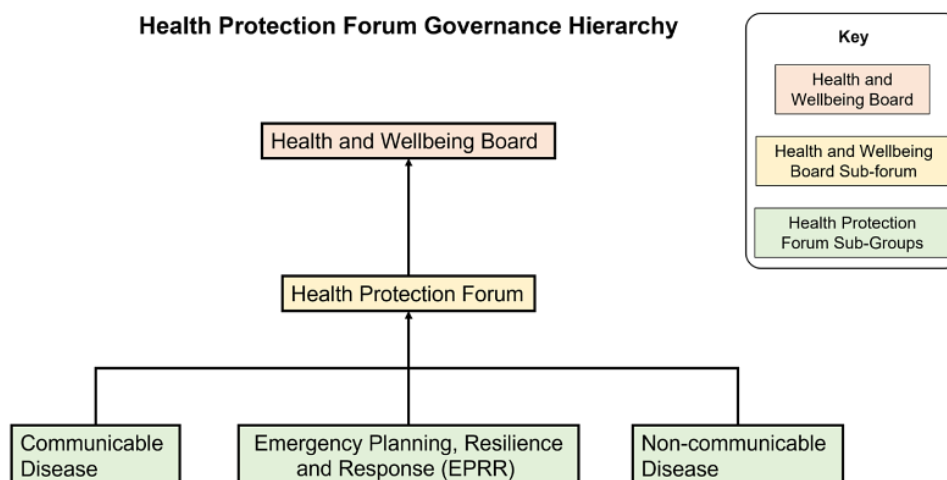 Health Protection Forum Governance Hierarchy
Key
Health and
Wellbeing Board
Health and Wellbeing
Board Sub-forum
Health Protection
Forum Sub-Groups
Health and Wellbeing Board
Health Protection Forum
Communicable
Disease
Emergency Planning, Resilience
and Response (EPRR)
Non-communicable
Disease